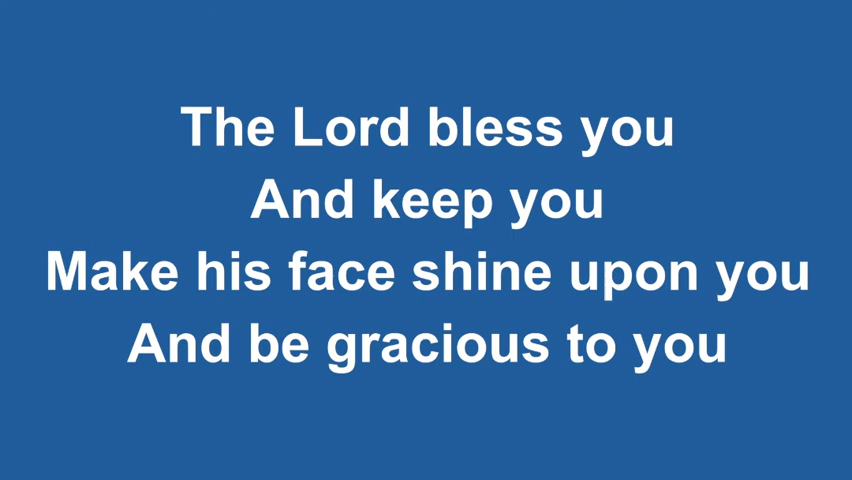 The Lord bless you
And keep you
Make his face shine upon you
And be gracious to you